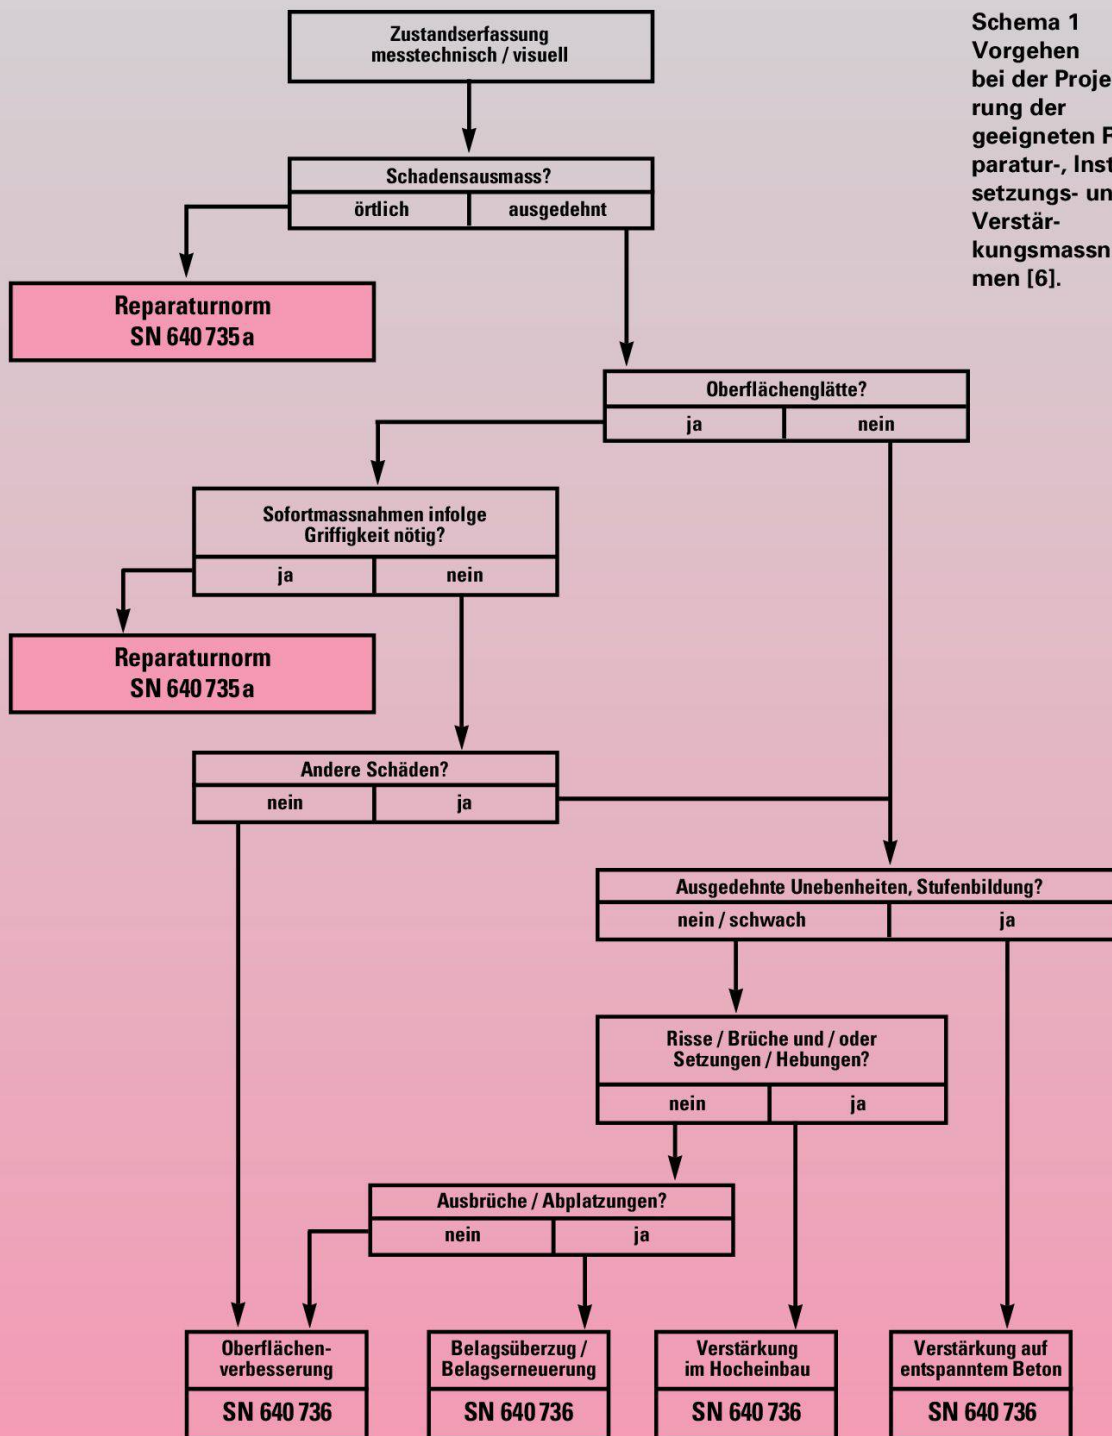 Zustandserfassung
messtechnisch / visuell
Schema 1
Vorgehen
bei der Proje
rung der
geeigneten
paratur-, Inst
setzungs- un
Verstär-
kungsmassn
men [6].
Schadensausmass?
örtlich ausgedehnt
Reparaturnorm
SN 640 735 a
Oberflächenglätte?
ja nein
Sofortmassnahmen infolge
Griffigkeit nötig?
ja nein
Reparaturnorm
SN 640 735 a
Andere Schäden?
nein ja
Ausgedehnte Unebenheiten, Stufenbildung?
nein / schwach ja
Risse / Brüche und / oder
Setzungen / Hebungen?
nein ja
Ausbrüche / Abplatzungen?
nein ja
Oberflächen-
verbesserung
SN 640 736
Belagsüberzug /
Belagserneuerung
SN 640 736
Verstärkung
im Hocheinbau
SN 640 736
Verstärkung auf
entspanntem Beton
SN 640 736